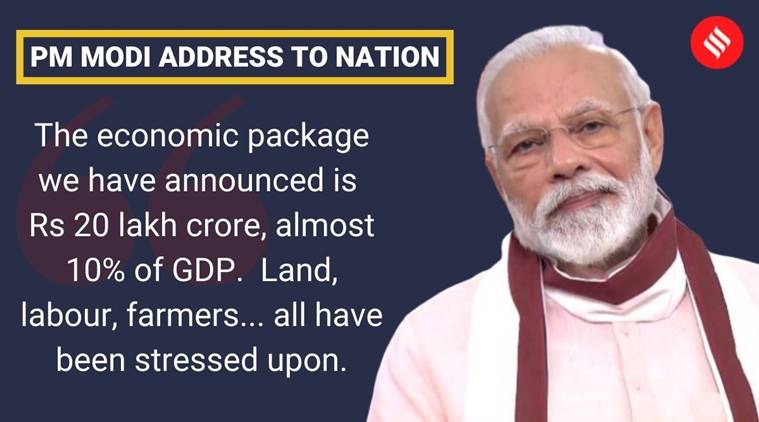 PM MODI ADDRESS TO NATION
The economic package
we have announced is
Rs 20 lakh crore, almost
10% of GDP. Land,
labour, farmers... all have
been stressed upon.